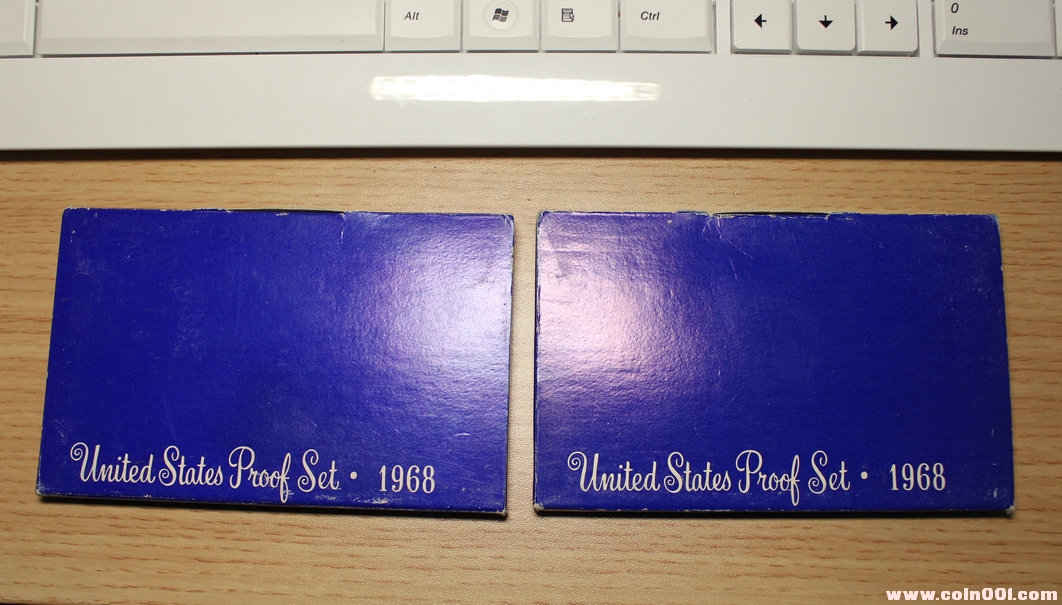 Alt
Ctrl
0
Ins
United States Proof Set • 1968
United States Proof Set • 1968
www.coin001.com